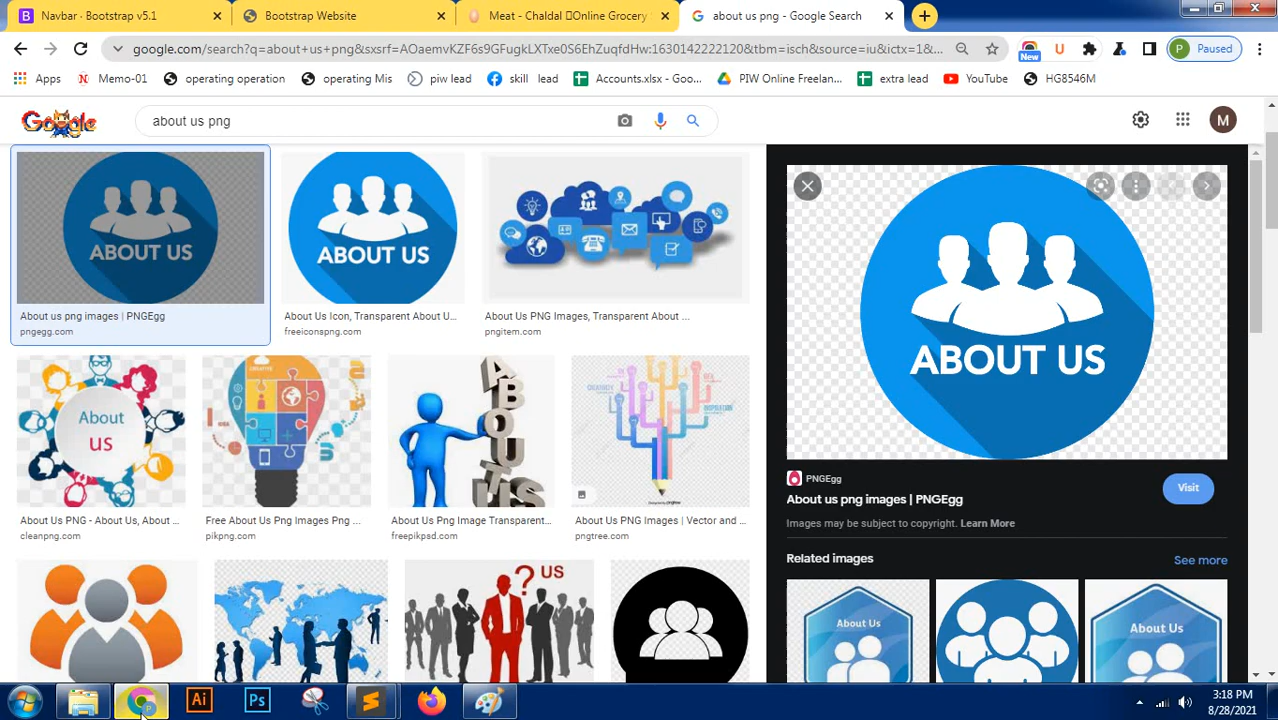 Navbar · Bootstrap v5.1
Bootstrap Website
Meat - Chaldal Online Grocery
about us png - Google Search
google.com/search?q=about+us+png&sxsrf=AOaemvKZF6s9GFugkLXTxe0S6EhZuqfdHw:1630142222120&tbm=isch&source=iu&ictx=1&...
New
U
P
Paused
Apps
Memo-01
operating operation
operating Mis
piw lead
skill lead
Accounts.xlsx - Goo...
PIW Online Freelan...
extra lead
YouTube
HG8546M
Google
about us png
M
ABOUT US
ABOUT US
ABOUT US
About us png images | PNGEgg
pngegg.com
About Us Icon, Transparent About U...
freeiconspng.com
About Us PNG Images, Transparent About ...
pngitem.com
About
us
CREATIVE
ABOUT US
About Us PNG - About Us, About ...
cleanpng.com
Free About Us Png Images Png ...
pikpng.com
About Us Png Image Transparent...
freepikpsd.com
About Us PNG Images | Vector and ...
pngtree.com
PNGEgg
About us png images | PNGEgg
Visit
Images may be subject to copyright. Learn More
Related images
See more
? US
About Us
About Us
Ai
Ps
3:18 PM
8/28/2021